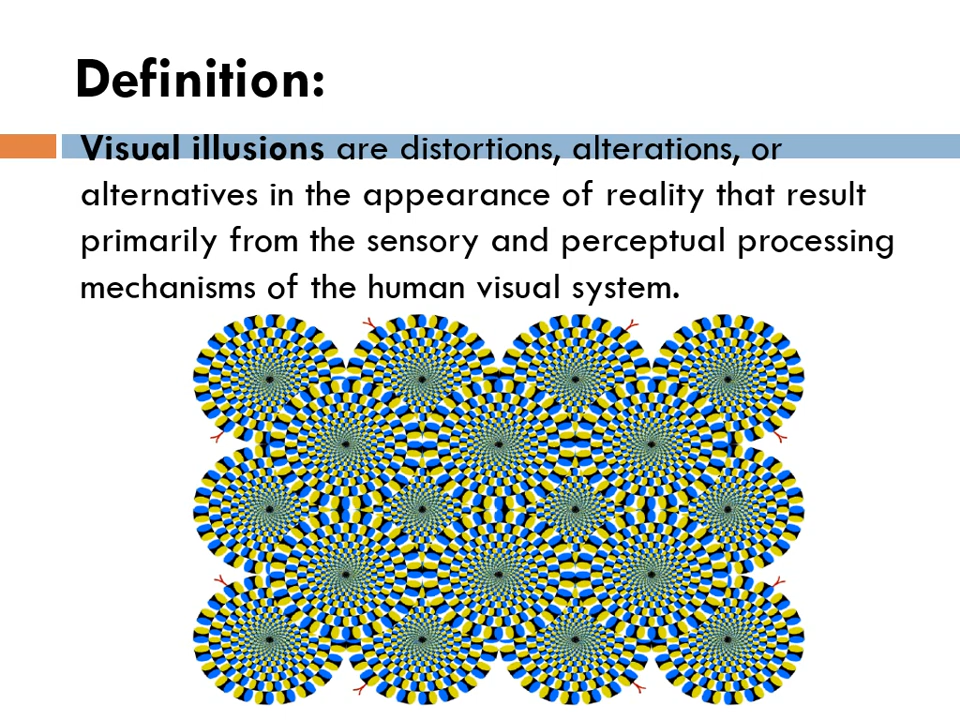 Definition:
Visual illusions are distortions, alterations, or
alternatives in the appearance of reality that result
primarily from the sensory and perceptual processing
mechanisms of the human visual system.